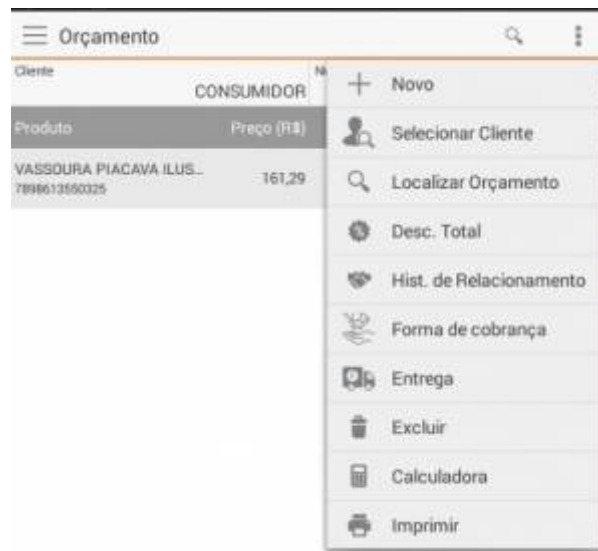 Orçamento
Cliente
CONSUMIDOR
Produto Preço (R$)
VASSOURA PIACAVA ILUS... 161,29
7898613550325
Novo
Selecionar Cliente
Localizar Orçamento
Desc. Total
Hist. de Relacionamento
Forma de cobrança
Entrega
Excluir
Calculadora
Imprimir